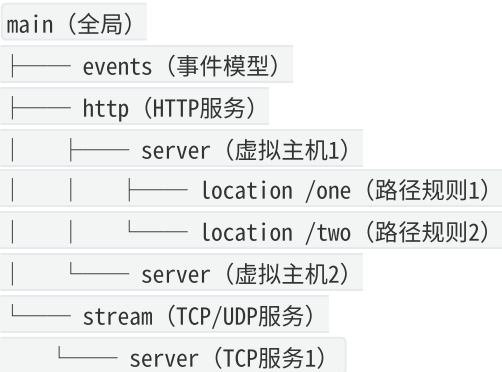 main（全局）
├── events（事件模型）
├── http（HTTP服务）
│   ├── server（虚拟主机1）
│   │   ├── location /one（路径规则1）
│   │   └── location /two（路径规则2）
│   └── server（虚拟主机2）
└── stream（TCP/UDP服务）
    └── server（TCP服务1）